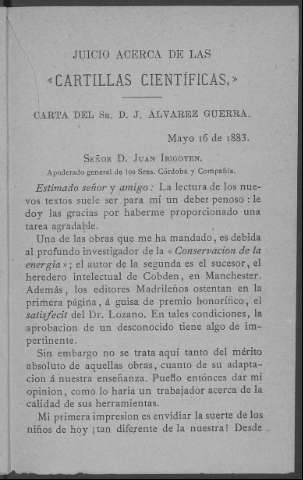 JUICIO ACERCA DE LAS
«CARTILLAS CIENTÍFICAS.»
CARTA DEL SR. D. J. ALVAREZ GUERRA.
Mayo 16 de 1883.
SEÑOR D. JUAN IRIGOYEN.
Apoderado general de los Sres. Córdoba y Compañía.
Estimado señor y amigo: La lectura de los nue-
vos textos suele ser para mí un deber penoso: le
doy las gracias por haberme proporcionado una
tarea agradable.
Una de las obras que me ha mandado, es debida
al profundo investigador de la «Conservacion de la
energía»; el autor de la segunda es el sucesor, el
heredero intelectual de Cobden, en Manchester.
Además, los editores Madrileños ostentan en la
primera página, á guisa de premio honorífico, el
satisfecit del Dr. Lozano. En tales condiciones, la
aprobacion de un desconocido tiene algo de im-
pertinente.
Sin embargo no se trata aquí tanto del mérito
absoluto de aquellas obras, cuanto de su adapta-
cion á nuestra enseñanza. Puedo entónces dar mi
opinion, como lo haria un trabajador acerca de la
calidad de sus herramientas.
Mi primera impresion es envidiar la suerte de los
niños de hoy ¡tan diferente de la nuestra! Desde